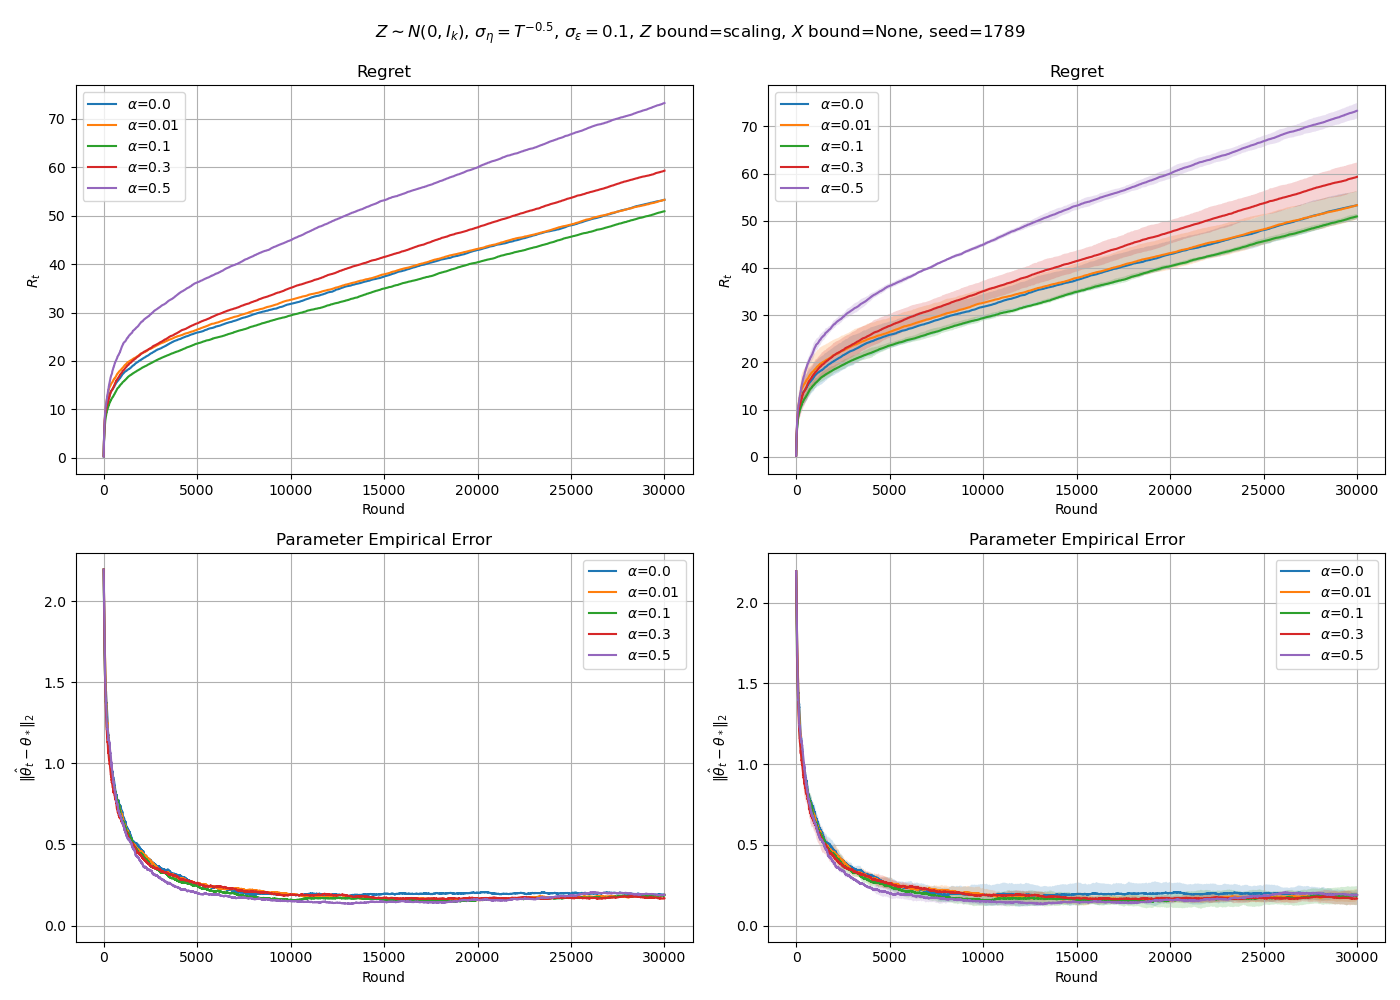 Z ∼ N(0, I_k), σ_η = T^{−0.5}, σ_ε = 0.1, Z bound=scaling, X bound=None, seed=1789
Regret
α=0.0
α=0.01
α=0.1
α=0.3
α=0.5
70
60
50
40
30
20
10
0
R_t
0 5000 10000 15000 20000 25000 30000
Round
Regret
α=0.0
α=0.01
α=0.1
α=0.3
α=0.5
70
60
50
40
30
20
10
0
R_t
0 5000 10000 15000 20000 25000 30000
Round
Parameter Empirical Error
α=0.0
α=0.01
α=0.1
α=0.3
α=0.5
2.0
1.5
1.0
0.5
0.0
‖θ̂_t − θ_*‖_2
0 5000 10000 15000 20000 25000 30000
Round
Parameter Empirical Error
α=0.0
α=0.01
α=0.1
α=0.3
α=0.5
2.0
1.5
1.0
0.5
0.0
‖θ̂_t − θ_*‖_2
0 5000 10000 15000 20000 25000 30000
Round